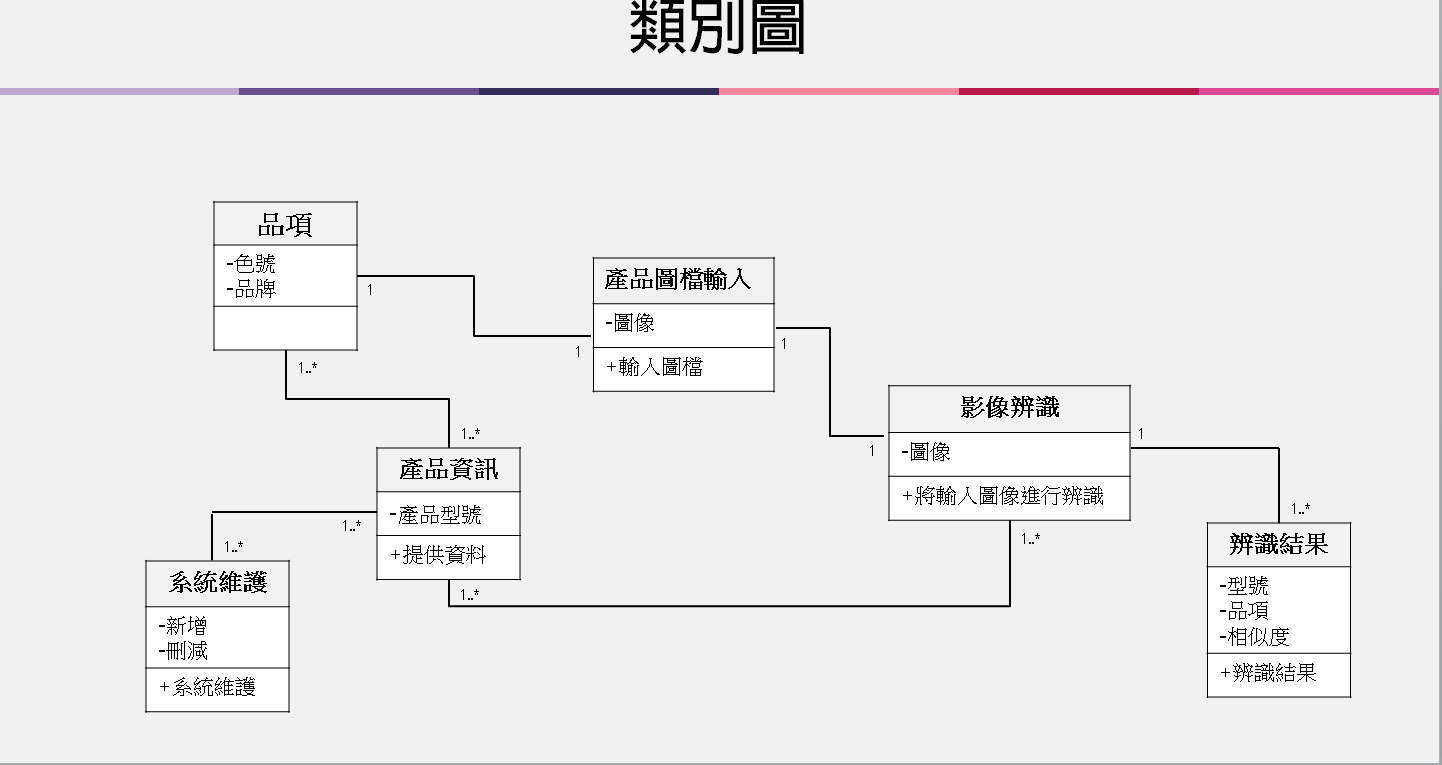 類別圖
品項
-色號
-品牌
1
1..*
產品圖檔輸入
-圖像
+輸入圖檔
1
1
影像辨識
-圖像
+將輸入圖像進行辨識
1
1
1..*
產品資訊
-產品型號
+提供資料
1..*
1..*
1..*
系統維護
-新增
-刪減
+系統維護
1..*
辨識結果
-型號
-品項
-相似度
+辨識結果
1..*